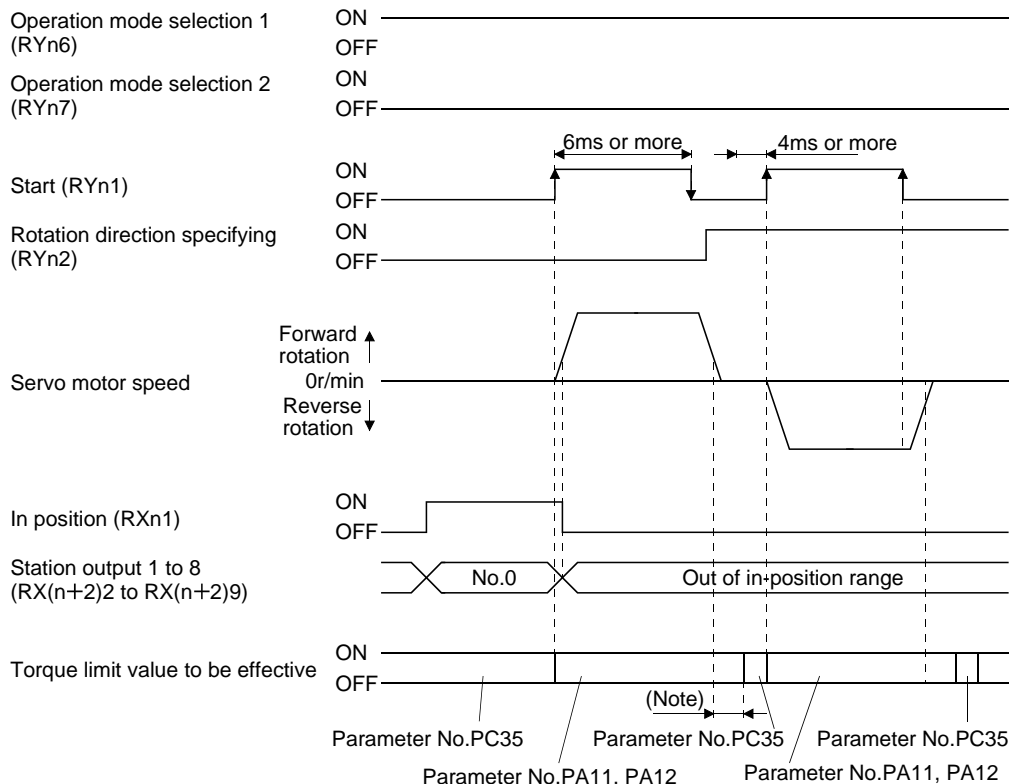 Operation mode selection 1
(RYn6)
ON
OFF
Operation mode selection 2
(RYn7)
ON
OFF
6ms or more
4ms or more
Start (RYn1)
ON
OFF
Rotation direction specifying
(RYn2)
ON
OFF
Servo motor speed
Forward
rotation
0r/min
Reverse
rotation
In position (RXn1)
ON
OFF
Station output 1 to 8
(RX(n+2)2 to RX(n+2)9)
No.0
Out of in-position range
Torque limit value to be effective
ON
OFF
(Note)
Parameter No.PC35
Parameter No.PC35
Parameter No.PC35
Parameter No.PA11, PA12
Parameter No.PA11, PA12